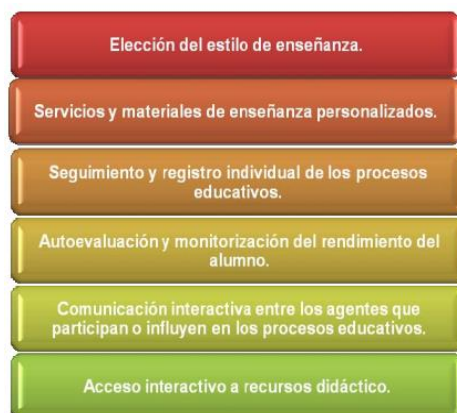 Elección del estilo de enseñanza.
Servicios y materiales de enseñanza personalizados.
Seguimiento y registro individual de los procesos
educativos.
Autoevaluación y monitorización del rendimiento del
alumno.
Comunicación interactiva entre los agentes que
participan o influyen en los procesos educativos.
Acceso interactivo a recursos didáctico.